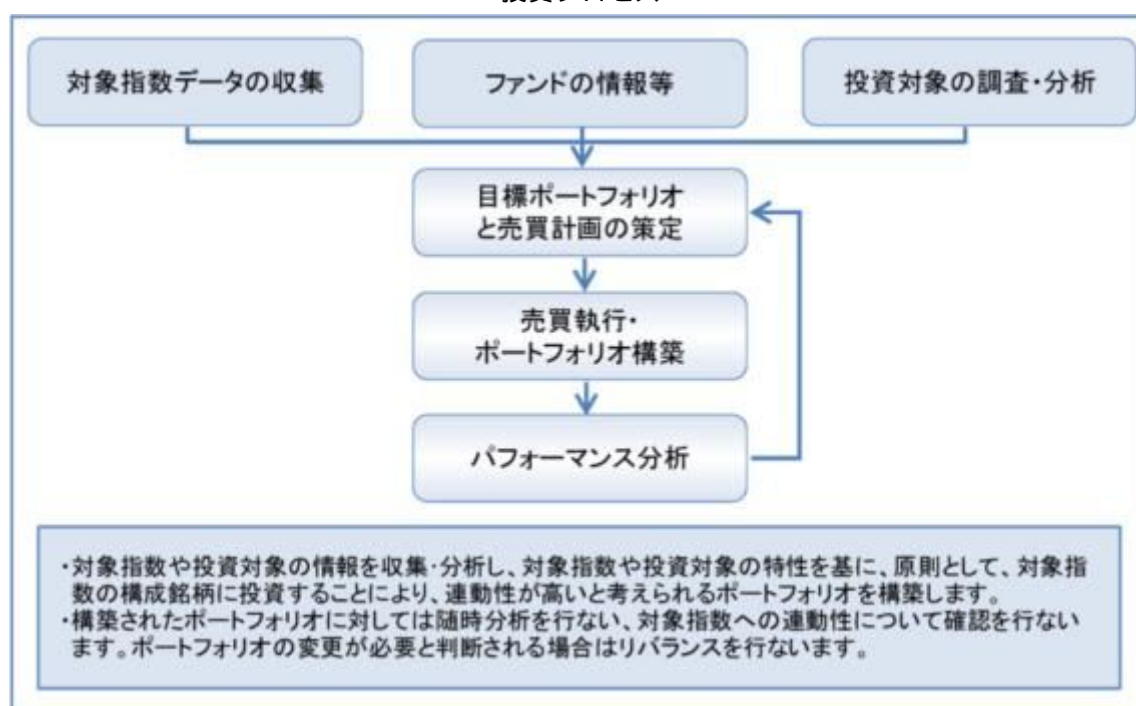 対象指数データの収集
ファンドの情報等
投資対象の調査・分析
目標ポートフォリオ
と売買計画の策定
売買執行・
ポートフォリオ構築
パフォーマンス分析
・対象指数や投資対象の情報を収集・分析し、対象指数や投資対象の特性を基に、原則として、対象指
数の構成銘柄に投資することにより、連動性が高いと考えられるポートフォリオを構築します。
・構築されたポートフォリオに対しては随時分析を行ない、対象指数への連動性について確認を行ない
ます。ポートフォリオの変更が必要と判断される場合はリバランスを行ないます。